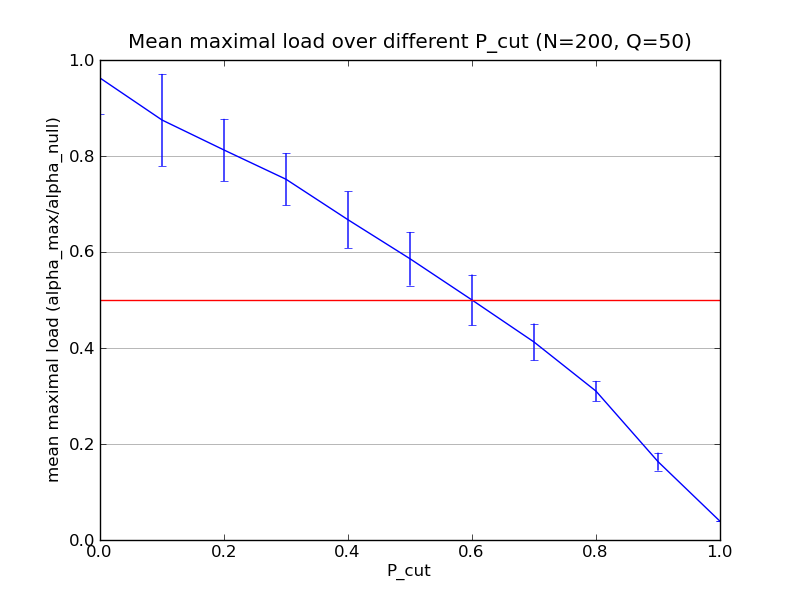 Mean maximal load over different P_cut (N=200, Q=50)
mean maximal load (alpha_max/alpha_null)
1.0
0.8
0.6
0.4
0.2
0.0
0.0 0.2 0.4 0.6 0.8 1.0
P_cut